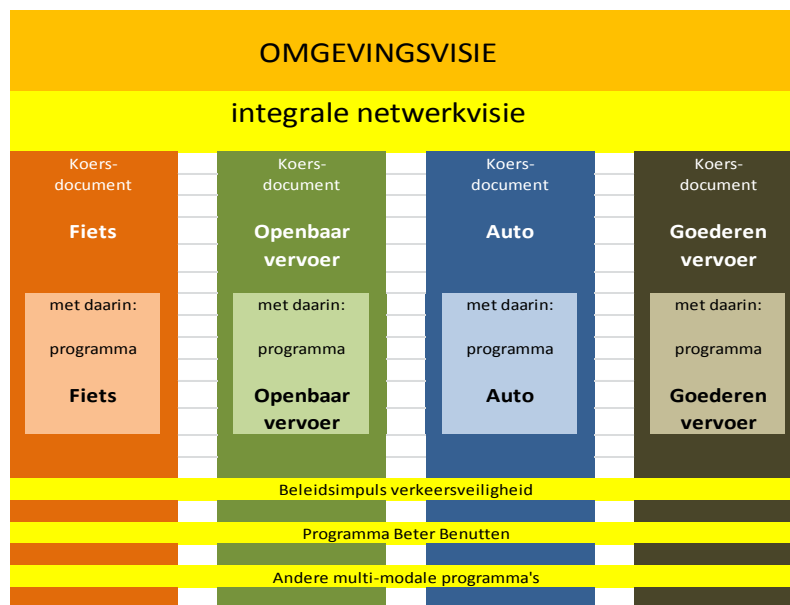 OMGEVINGSVISIE
integrale netwerkvisie
Koers-
document
Fiets
met daarin:
programma
Fiets
Koers-
document
Openbaar
vervoer
met daarin:
programma
Openbaar
vervoer
Koers-
document
Auto
met daarin:
programma
Auto
Koers-
document
Goederen
vervoer
met daarin:
programma
Goederen
vervoer
Beleidsimpuls verkeersveiligheid
Programma Beter Benutten
Andere multi-modale programma's